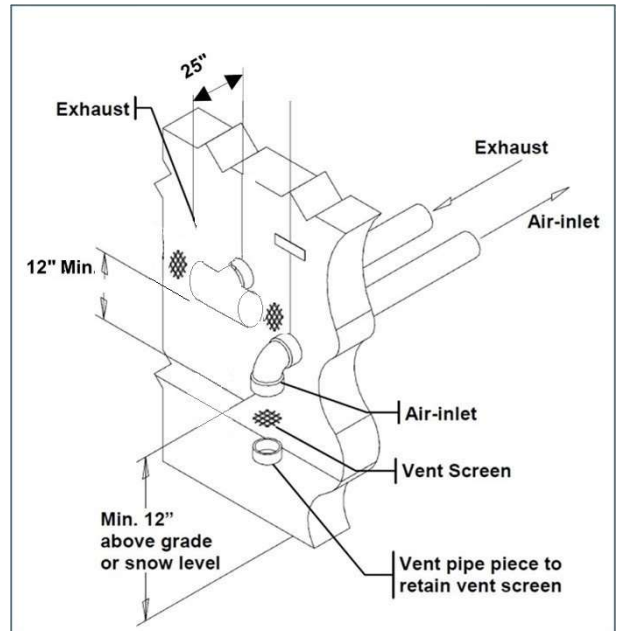 25"
Exhaust
Exhaust
Air-inlet
12" Min.
Air-inlet
Vent Screen
Min. 12”
above grade
or snow level
Vent pipe piece to
retain vent screen